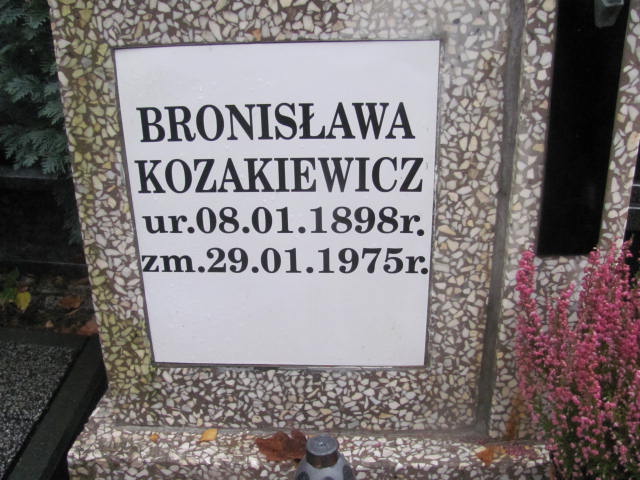 BRONISŁAWA
KOZAKIEWICZ
ur.08.01.1898r.
zm.29.01.1975r.